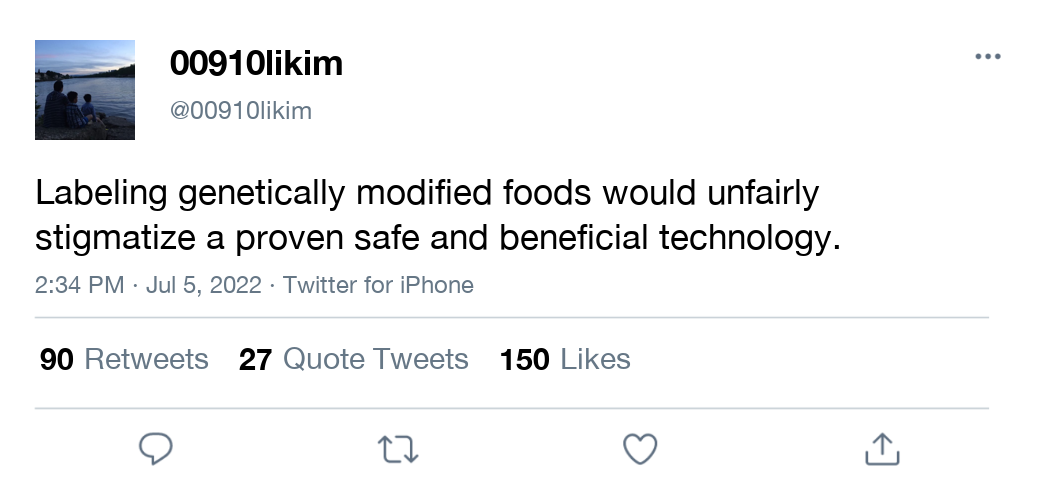 00910likim
@00910likim
Labeling genetically modified foods would unfairly
stigmatize a proven safe and beneficial technology.
2:34 PM · Jul 5, 2022 · Twitter for iPhone
90 Retweets 27 Quote Tweets 150 Likes